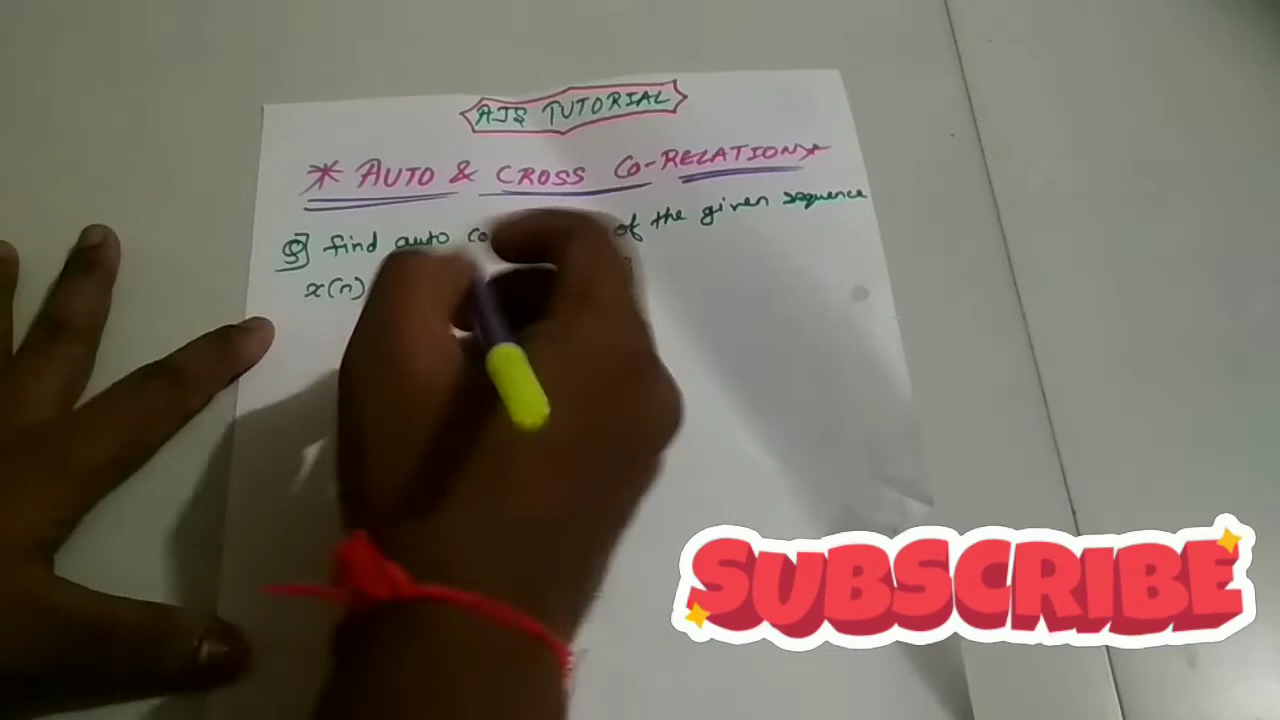 AJS TUTORIAL
* AUTO & CROSS CO-RELATION *
Q] find auto of the given sequence
x(n)
SUBSCRIBE